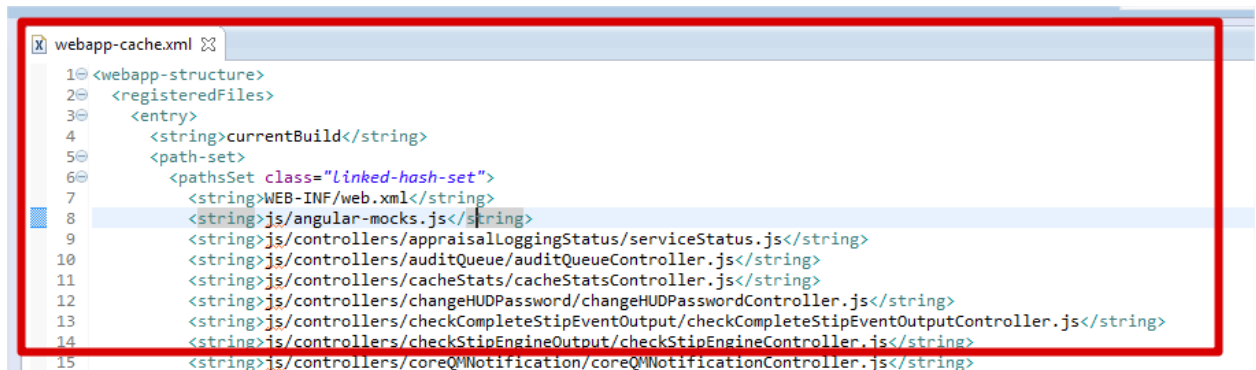 webapp-cache.xml
1 <webapp-structure>
2 <registeredFiles>
3 <entry>
4 <string>currentBuild</string>
5 <path-set>
6 <pathsSet class="linked-hash-set">
7 <string>WEB-INF/web.xml</string>
8 <string>js/angular-mocks.js</string>
9 <string>js/controllers/appraisalLoggingStatus/serviceStatus.js</string>
10 <string>js/controllers/auditQueue/auditQueueController.js</string>
11 <string>js/controllers/cacheStats/cacheStatsController.js</string>
12 <string>js/controllers/changeHUDPassword/changeHUDPasswordController.js</string>
13 <string>js/controllers/checkCompleteStipEventOutput/checkCompleteStipEventOutputController.js</string>
14 <string>js/controllers/checkStipEngineOutput/checkStipEngineController.js</string>
15 <string>js/controllers/coreQMNotification/coreQMNotificationController.js</string>